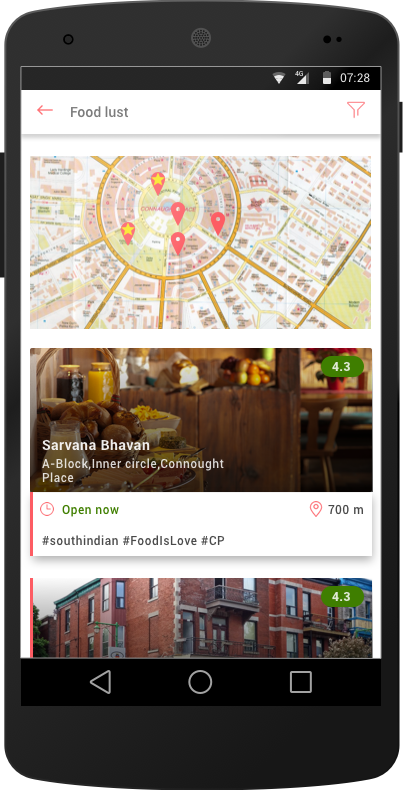 4G
07:28
Food lust
CONNAUGHT PLACE
4.3
Sarvana Bhavan
A-Block,Inner circle,Connought
Place
Open now
700 m
#southindian #FoodIsLove #CP
4.3